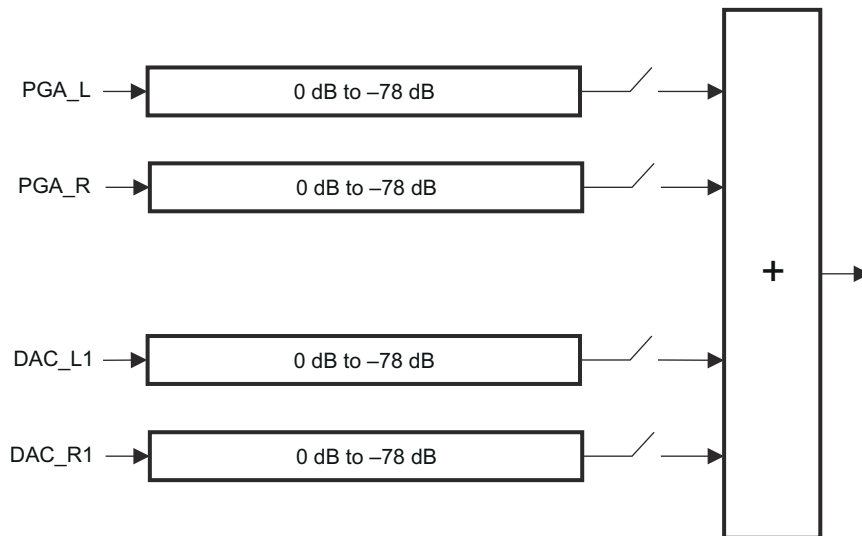 PGA_L
0 dB to –78 dB
PGA_R
0 dB to –78 dB
+
DAC_L1
0 dB to –78 dB
DAC_R1
0 dB to –78 dB